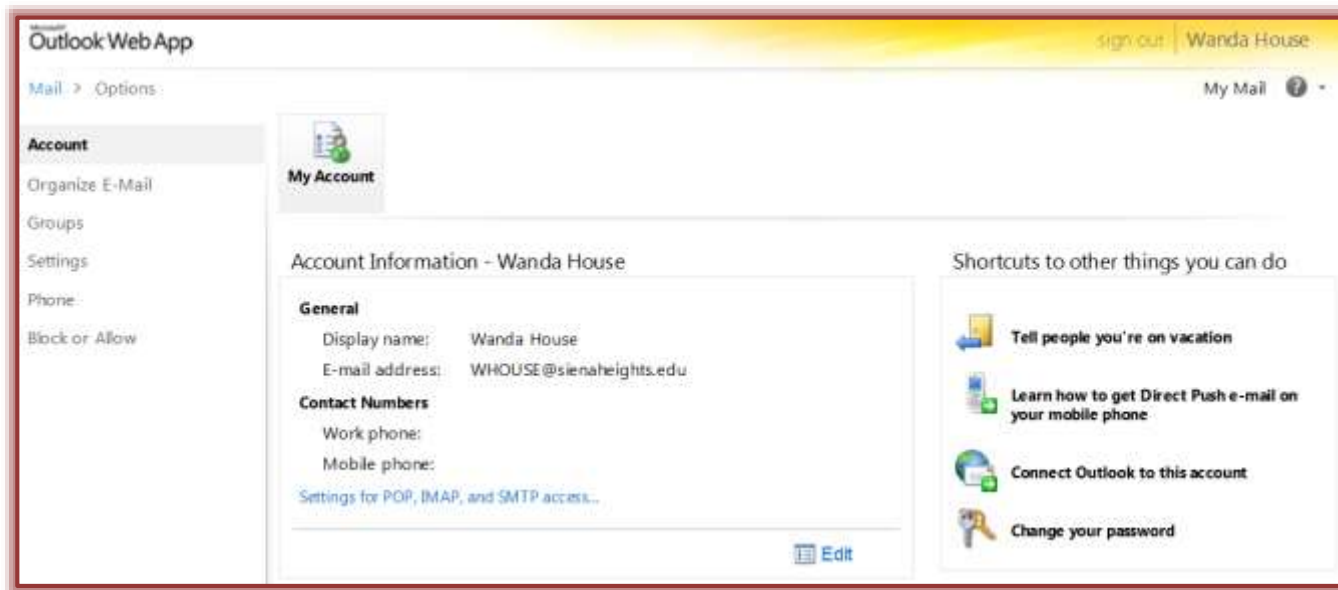 Microsoft
Outlook Web App
sign out Wanda House
Mail > Options
My Mail
Account
Organize E-Mail
Groups
Settings
Phone
Block or Allow
My Account
Account Information - Wanda House
General
Display name: Wanda House
E-mail address: WHOUSE@sienaheights.edu
Contact Numbers
Work phone:
Mobile phone:
Settings for POP, IMAP, and SMTP access...
Edit
Shortcuts to other things you can do
Tell people you're on vacation
Learn how to get Direct Push e-mail on
your mobile phone
Connect Outlook to this account
Change your password